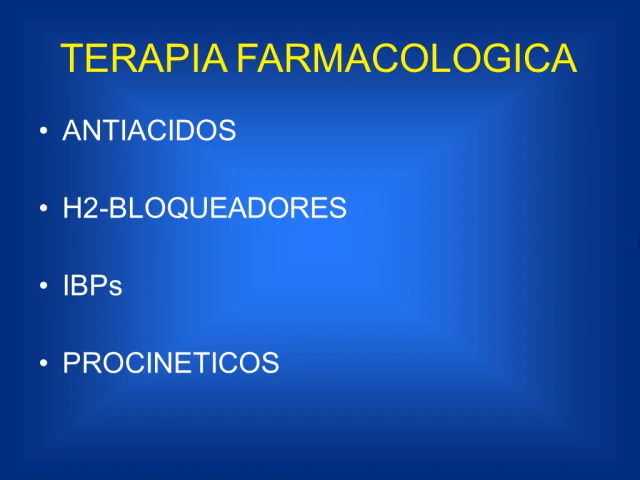 TERAPIA FARMACOLOGICA
• ANTIACIDOS
• H2-BLOQUEADORES
• IBPs
• PROCINETICOS